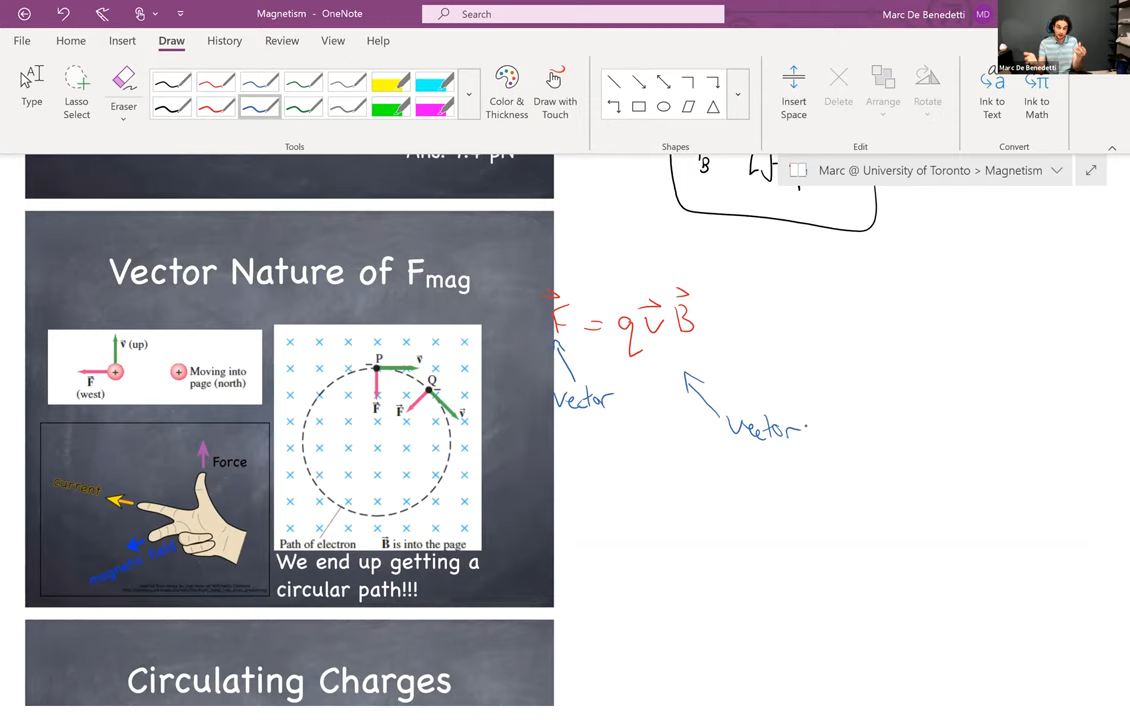 Magnetism - OneNote
Search
Marc De Benedetti
MD
Marc De Benedetti
File Home Insert Draw History Review View Help
Type
Lasso Select
Eraser
Color & Thickness
Draw with Touch
Insert Space
Delete
Arrange
Rotate
Ink to Text
Ink to Math
Tools
Shapes
Edit
Convert
Marc @ University of Toronto > Magnetism
B
Vector Nature of Fmag
v⃗ (up)
F⃗
(west)
+
+
Moving into
page (north)
P
v⃗
Q
F⃗
F⃗
v⃗
Path of electron
B⃗ is into the page
Force
current
magnetic field
We end up getting a
circular path!!!
F⃗ = q v⃗ B⃗
vector
vector
Circulating Charges